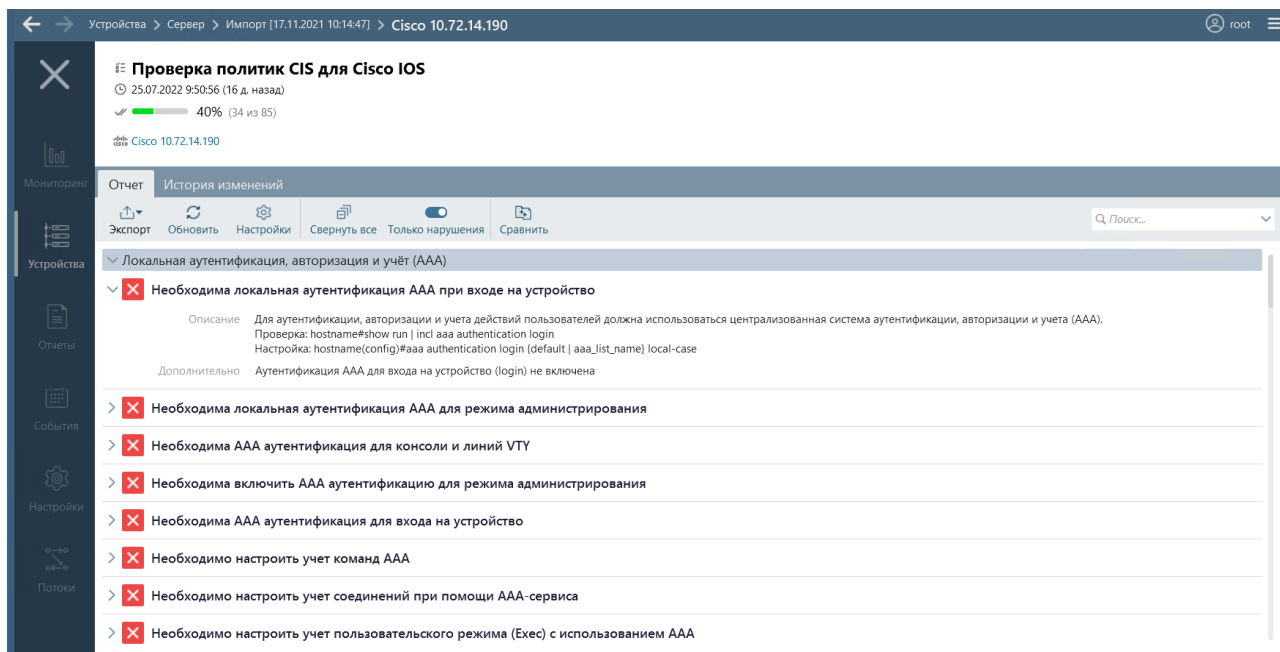 Устройства > Сервер > Импорт [17.11.2021 10:14:47] > Cisco 10.72.14.190
root
Проверка политик CIS для Cisco IOS
25.07.2022 9:50:56 (16 д. назад)
40% (34 из 85)
Cisco 10.72.14.190
Мониторинг
Устройства
Отчеты
События
Настройки
Потоки
Отчет История изменений
Экспорт Обновить Настройки Свернуть все Только нарушения Сравнить
Поиск...
Локальная аутентификация, авторизация и учёт (AAA)
Необходима локальная аутентификация AAA при входе на устройство
Описание Для аутентификации, авторизации и учета действий пользователей должна использоваться централизованная система аутентификации, авторизации и учета (AAA).
Проверка: hostname#show run | incl aaa authentication login
Настройка: hostname(config)#aaa authentication login {default | aaa_list_name} local-case
Дополнительно Аутентификация AAA для входа на устройство (login) не включена
Необходима локальная аутентификация AAA для режима администрирования
Необходима AAA аутентификация для консоли и линий VTY
Необходима включить AAA аутентификацию для режима администрирования
Необходима AAA аутентификация для входа на устройство
Необходимо настроить учет команд AAA
Необходимо настроить учет соединений при помощи AAA-сервиса
Необходимо настроить учет пользовательского режима (Exec) с использованием AAA